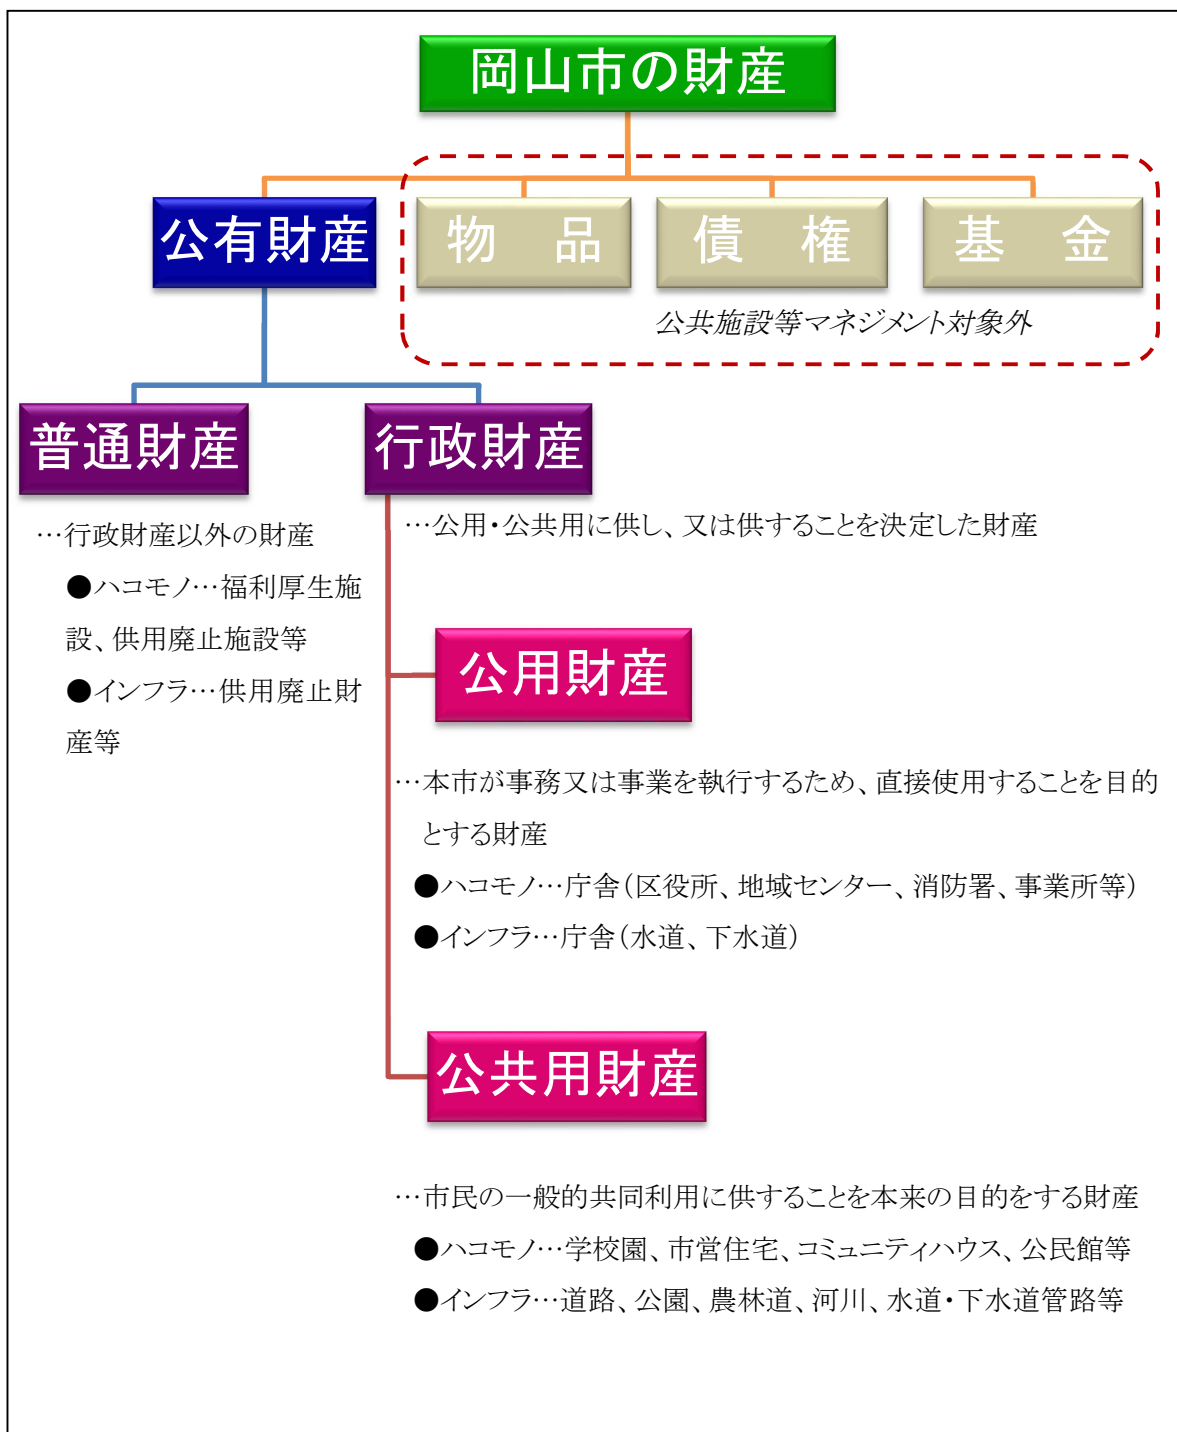 岡山市の財産
公有財産
物　品
債　権
基　金
公共施設等マネジメント対象外
普通財産
…行政財産以外の財産
●ハコモノ…福利厚生施
設、供用廃止施設等
●インフラ…供用廃止財
産等
行政財産
…公用・公共用に供し、又は供することを決定した財産
公用財産
…本市が事務又は事業を執行するため、直接使用することを目的
とする財産
●ハコモノ…庁舎（区役所、地域センター、消防署、事業所等）
●インフラ…庁舎（水道、下水道）
公共用財産
…市民の一般的共同利用に供することを本来の目的をする財産
●ハコモノ…学校園、市営住宅、コミュニティハウス、公民館等
●インフラ…道路、公園、農林道、河川、水道・下水道管路等